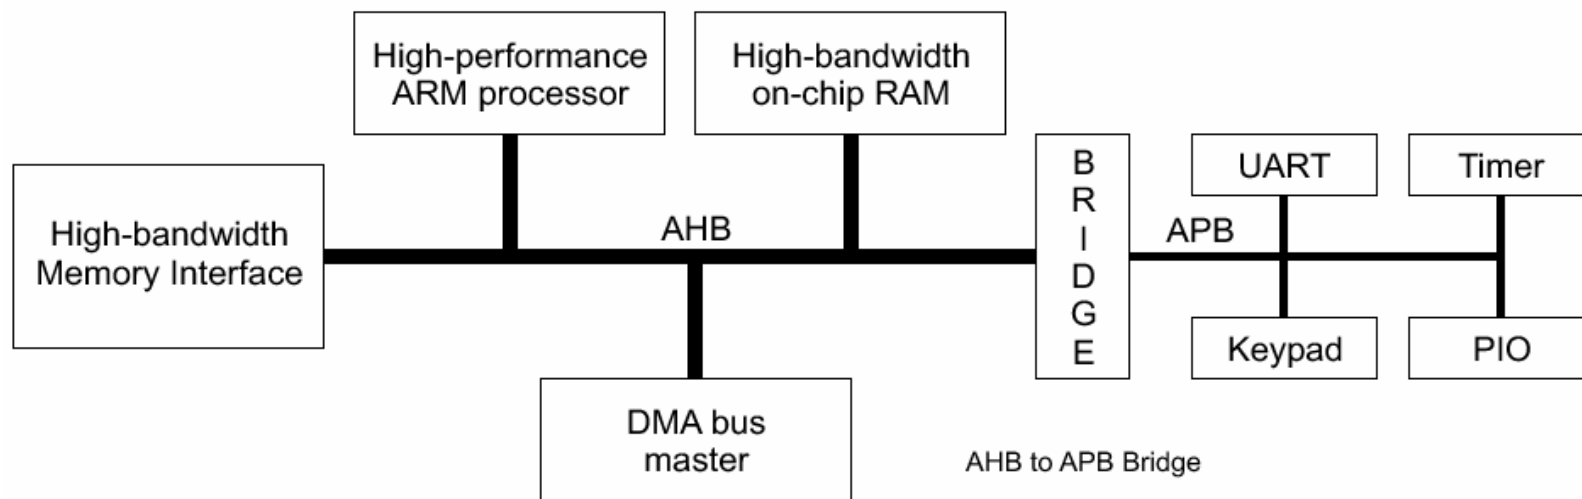 High-performance
ARM processor
High-bandwidth
on-chip RAM
High-bandwidth
Memory Interface
AHB
B
R
I
D
G
E
APB
UART
Timer
Keypad
PIO
DMA bus
master
AHB to APB Bridge